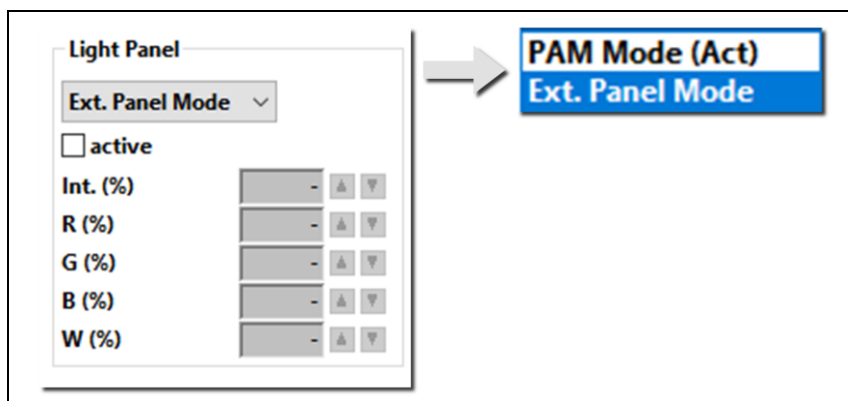 Light Panel
Ext. Panel Mode
active
Int. (%) -
R (%) -
G (%) -
B (%) -
W (%) -
PAM Mode (Act)
Ext. Panel Mode